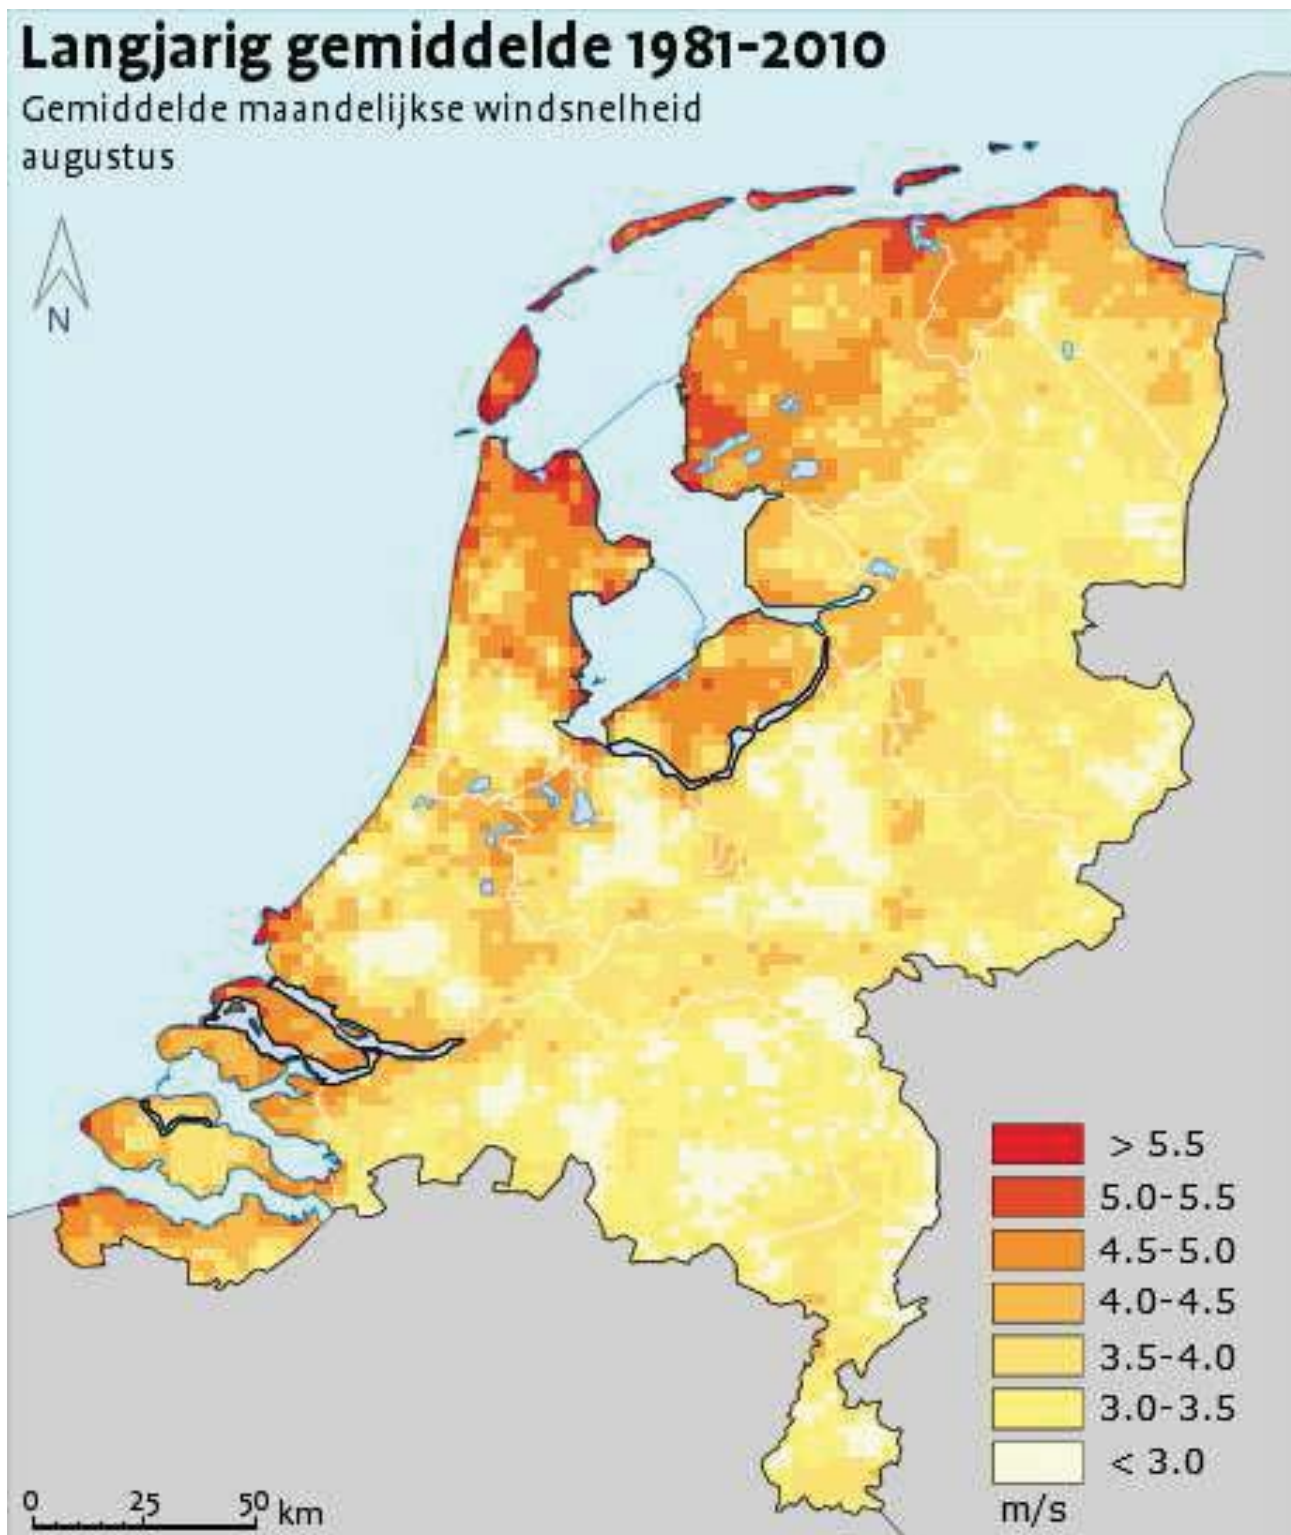 Langjarig gemiddelde 1981-2010
Gemiddelde maandelijkse windsnelheid
augustus
N
> 5.5
5.0-5.5
4.5-5.0
4.0-4.5
3.5-4.0
3.0-3.5
< 3.0
m/s
0 25 50 km